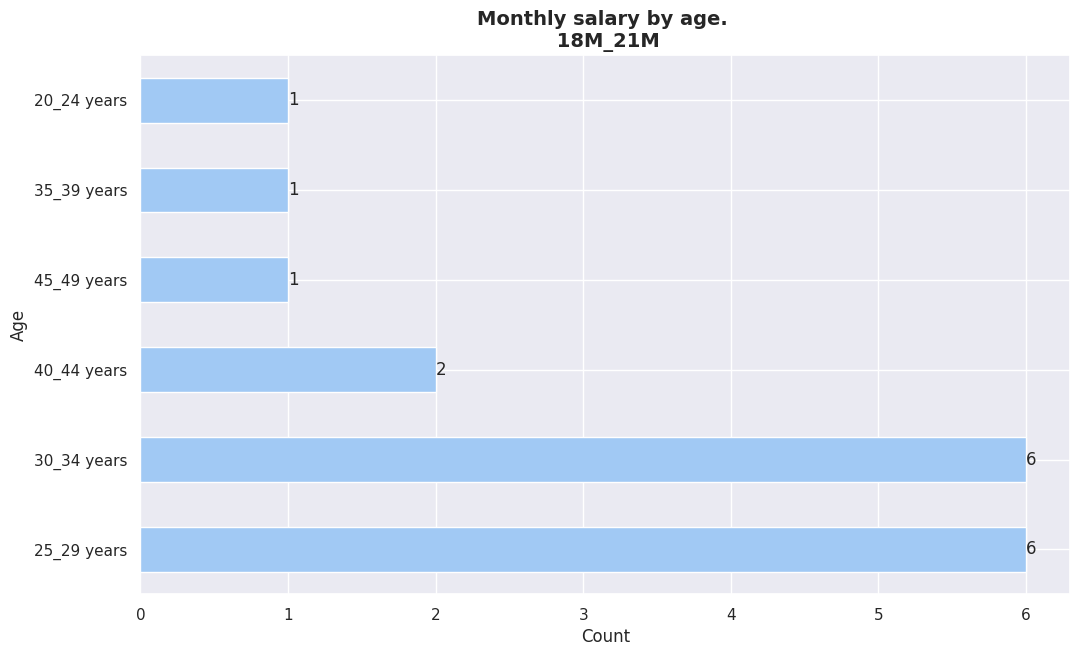 Monthly salary by age.
18M_21M
Age
20_24 years
1
35_39 years
1
45_49 years
1
40_44 years
2
30_34 years
6
25_29 years
6
0 1 2 3 4 5 6
Count